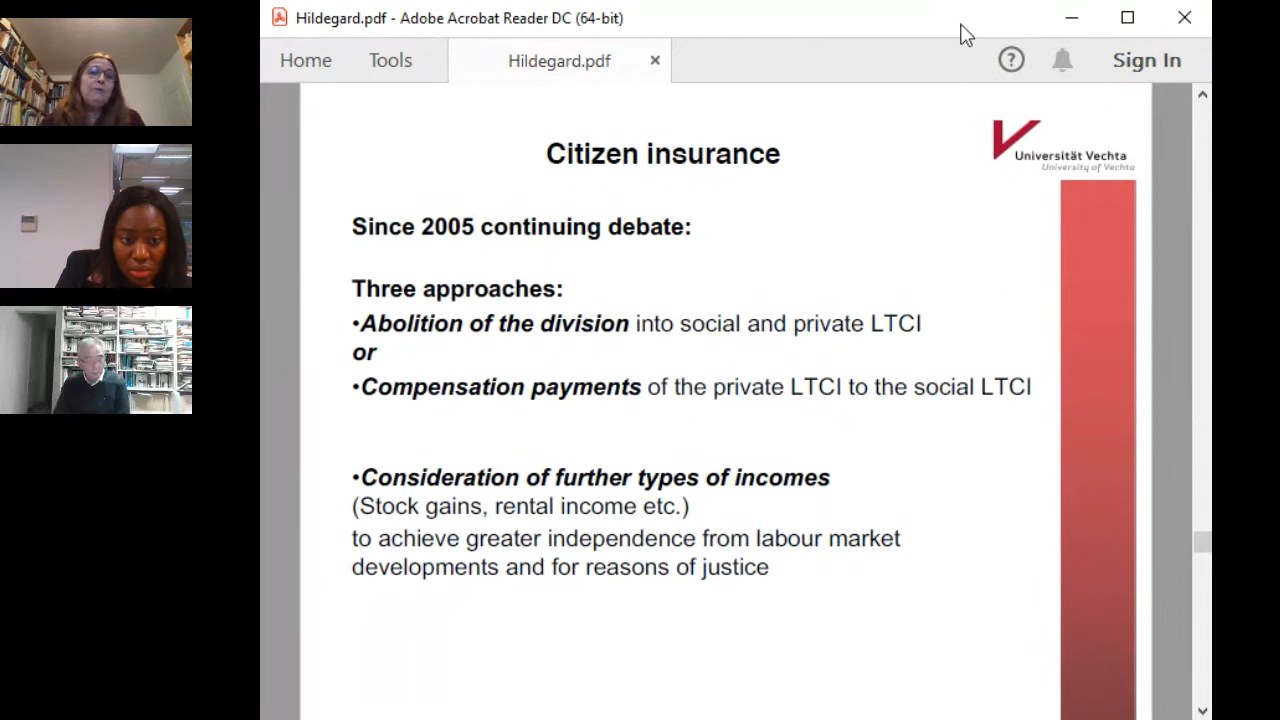 Hildegard.pdf - Adobe Acrobat Reader DC (64-bit)
Home
Tools
Hildegard.pdf
Sign In
Citizen insurance
Universität Vechta
University of Vechta
Since 2005 continuing debate:
Three approaches:
•Abolition of the division into social and private LTCI
or
•Compensation payments of the private LTCI to the social LTCI
•Consideration of further types of incomes
(Stock gains, rental income etc.)
to achieve greater independence from labour market
developments and for reasons of justice